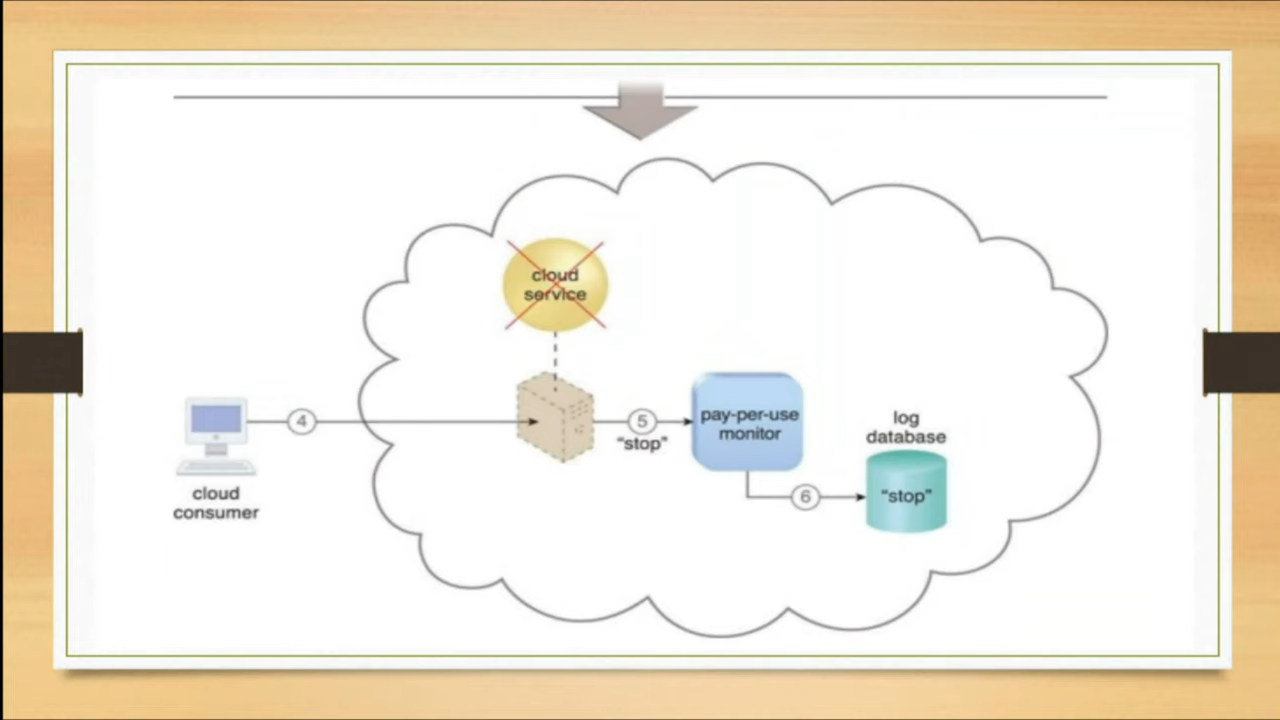 cloud
service
4
5
"stop"
pay-per-use
monitor
log
database
6
"stop"
cloud
consumer